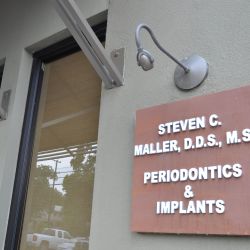 STEVEN C.
MALLER, D.D.S., M.S.
PERIODONTICS
&
IMPLANTS